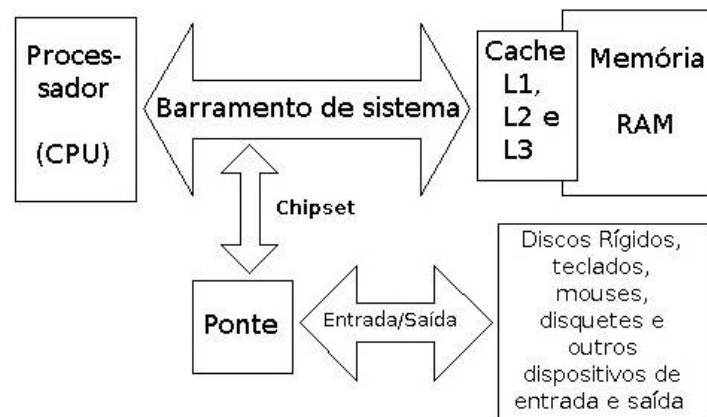 Proces-
sador
(CPU)
Barramento de sistema
Cache
L1,
L2 e
L3
Memória
RAM
Chipset
Ponte
Entrada/Saída
Discos Rígidos,
teclados,
mouses,
disquetes e
outros
dispositivos de
entrada e saída